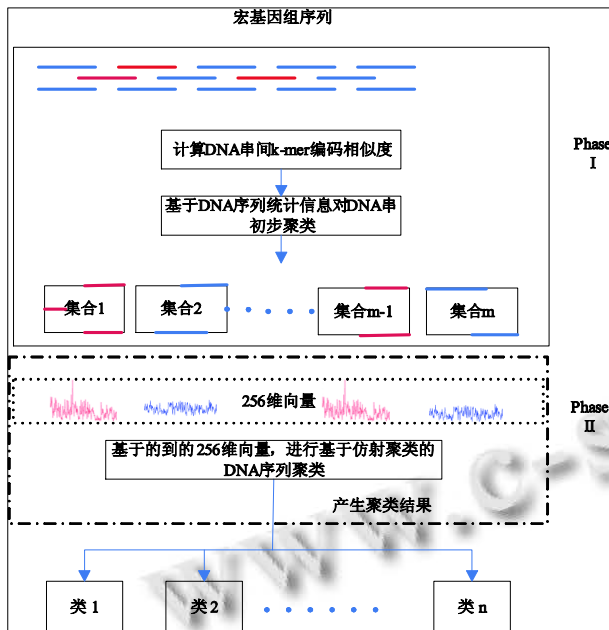 宏基因组序列
计算DNA串间k-mer编码相似度
基于DNA序列统计信息对DNA串
初步聚类
Phase
I
集合1
集合2
集合m-1
集合m
256维向量
Phase
II
基于的到的256维向量，进行基于仿射聚类的
DNA序列聚类
产生聚类结果
类1
类2
类n
www.c-s